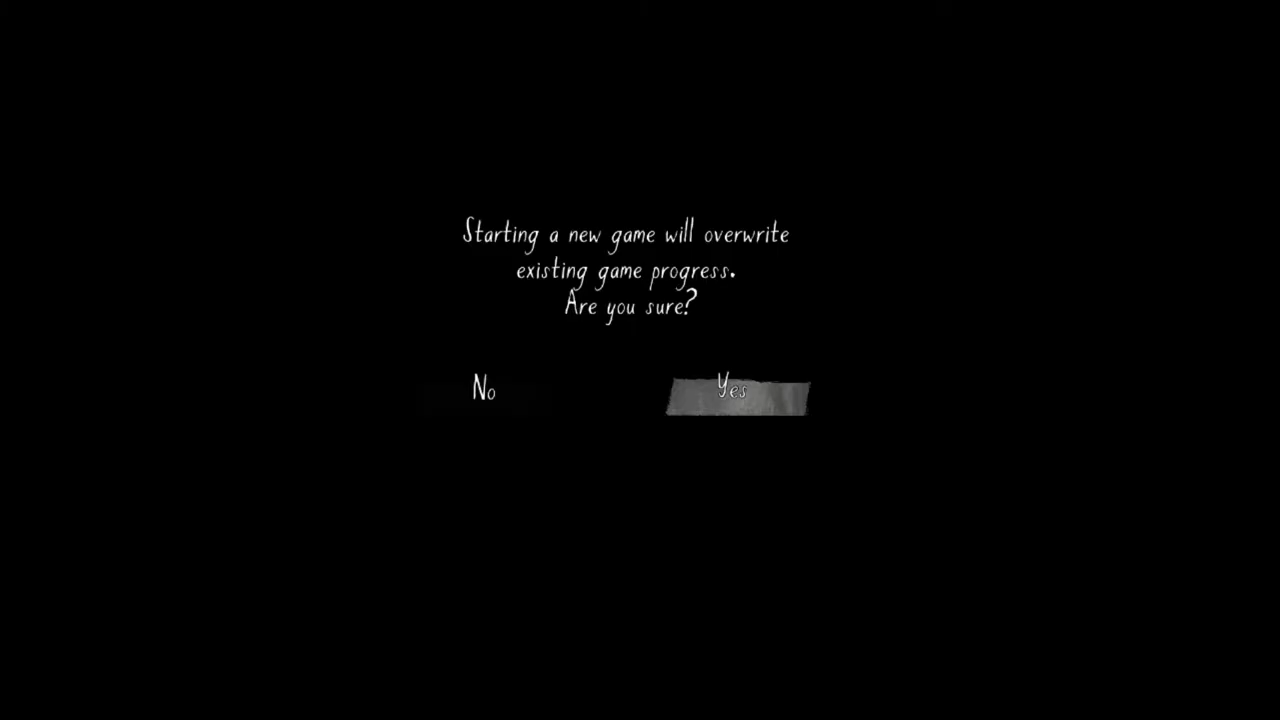 Starting a new game will overwrite
existing game progress.
Are you sure?
No
Yes